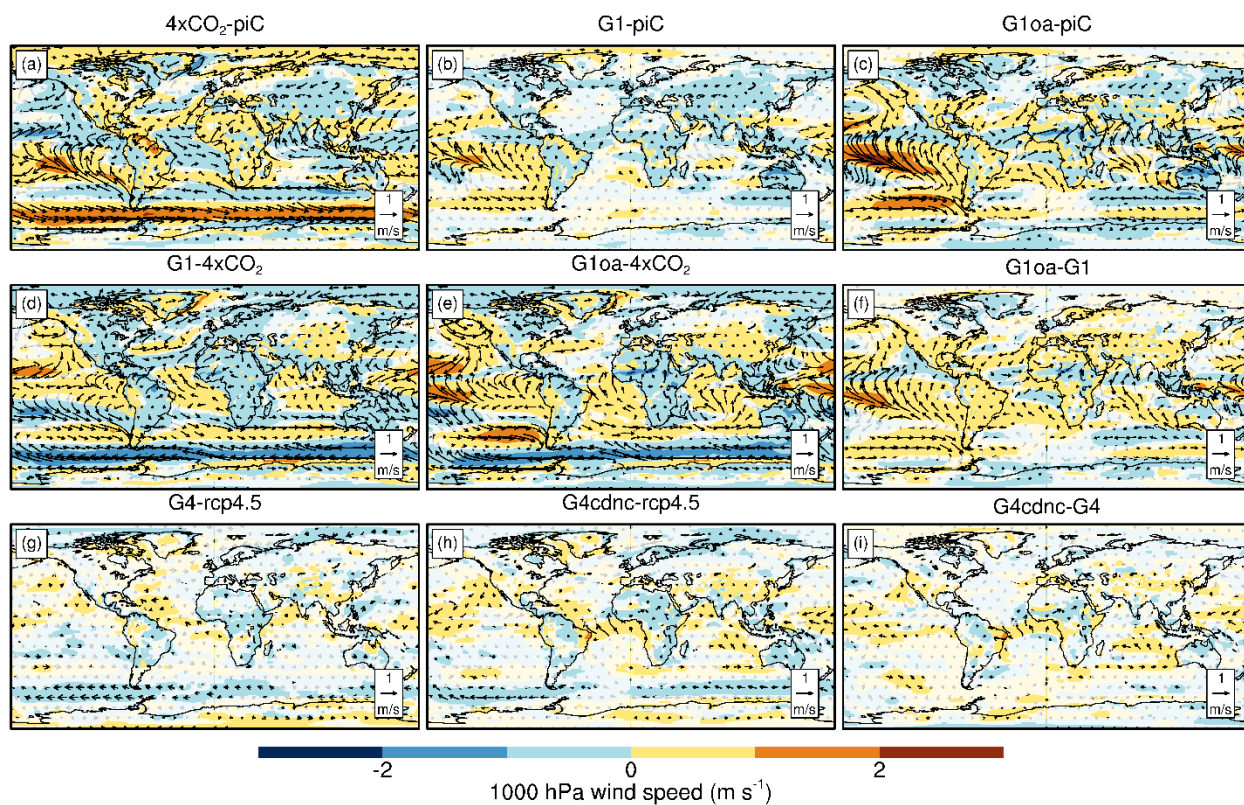 4xCO₂-piC
G1-piC
G1oa-piC
(a)
(b)
(c)
1
m/s
1
m/s
1
m/s
G1-4xCO₂
G1oa-4xCO₂
G1oa-G1
(d)
(e)
(f)
1
m/s
1
m/s
1
m/s
G4-rcp4.5
G4cdnc-rcp4.5
G4cdnc-G4
(g)
(h)
(i)
1
m/s
1
m/s
1
m/s
-2
0
2
1000 hPa wind speed (m s⁻¹)